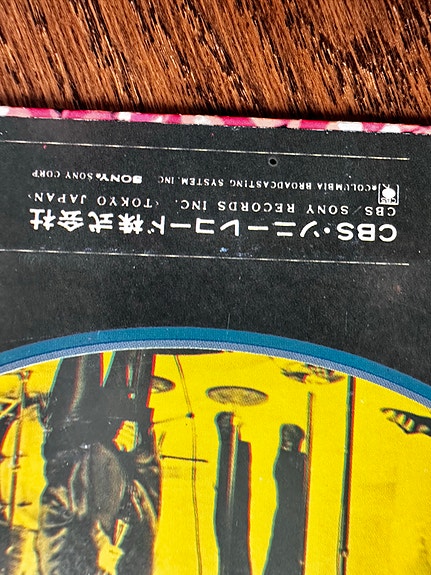 CBS・ソニーレコード株式会社
CBS/SONY RECORDS INC.〈TOKYO JAPAN〉
CBS ®COLUMBIA BROADCASTING SYSTEM, INC. SONY® SONY CORP